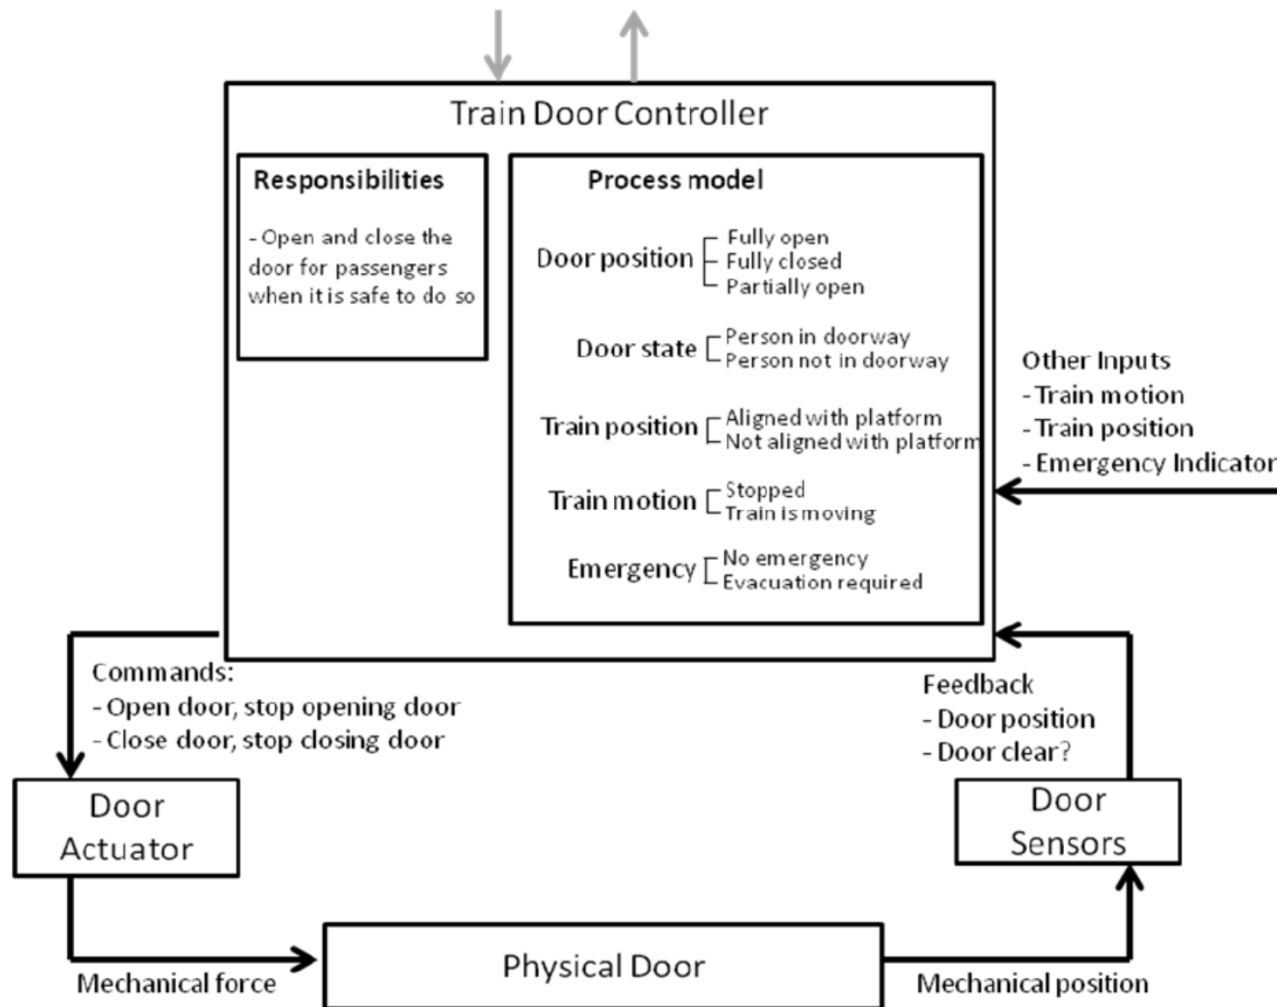 Train Door Controller
Responsibilities
- Open and close the
door for passengers
when it is safe to do so
Process model
Door position
Fully open
Fully closed
Partially open
Door state
Person in doorway
Person not in doorway
Train position
Aligned with platform
Not aligned with platform
Train motion
Stopped
Train is moving
Emergency
No emergency
Evacuation required
Other Inputs
- Train motion
- Train position
- Emergency Indicator
Commands:
- Open door, stop opening door
- Close door, stop closing door
Feedback
- Door position
- Door clear?
Door
Actuator
Door
Sensors
Mechanical force
Physical Door
Mechanical position